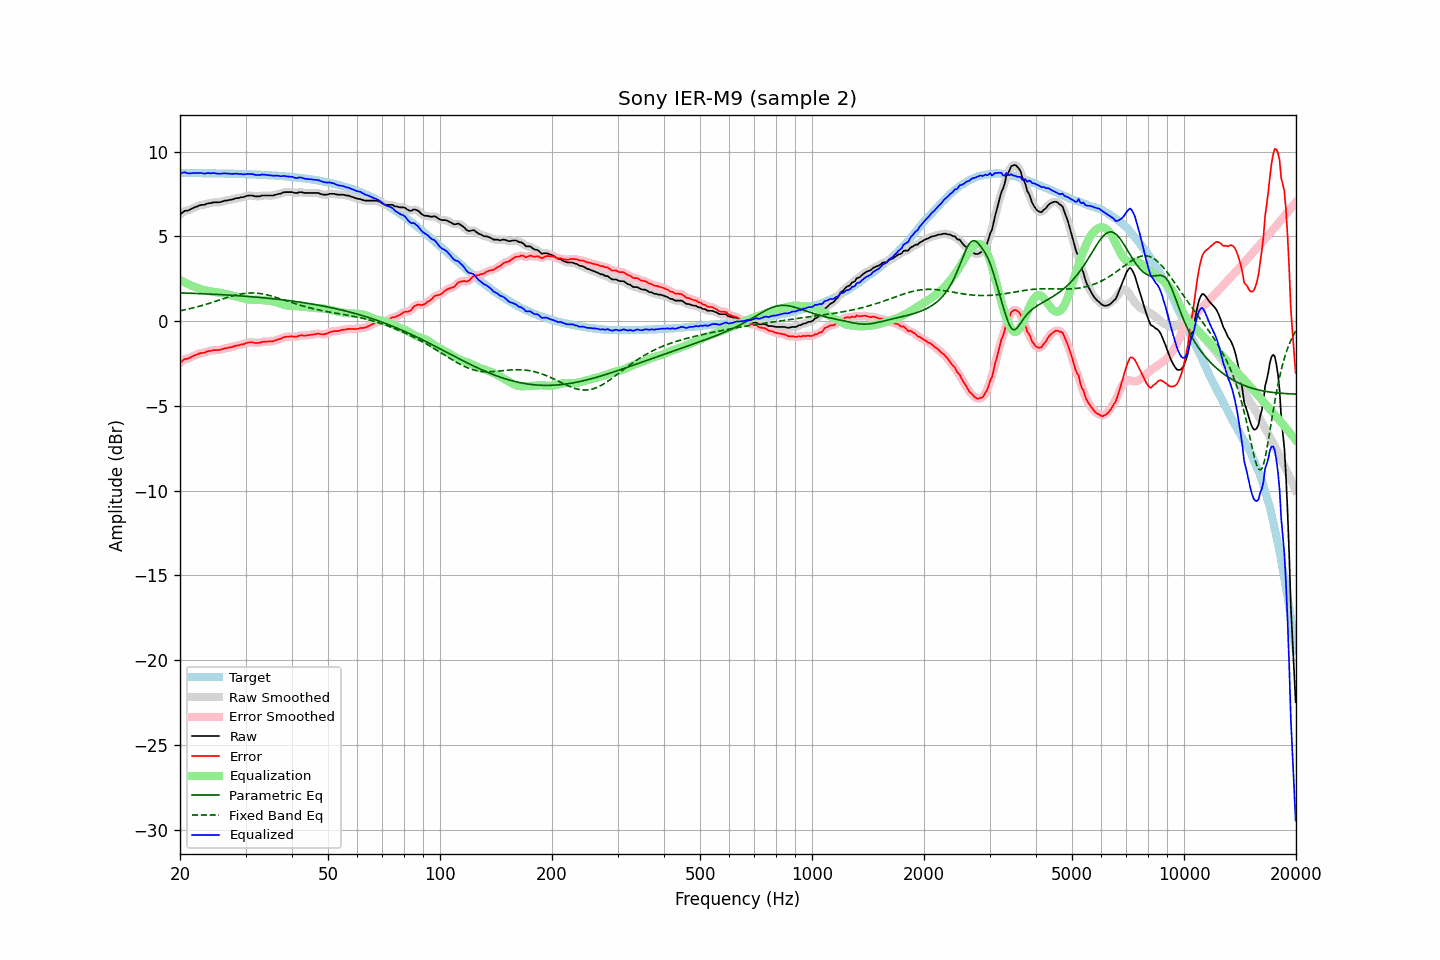 Sony IER-M9 (sample 2)
Amplitude (dBr)
10
5
0
−5
−10
−15
−20
−25
−30
Target
Raw Smoothed
Error Smoothed
Raw
Error
Equalization
Parametric Eq
Fixed Band Eq
Equalized
20 50 100 200 500 1000 2000 5000 10000 20000
Frequency (Hz)